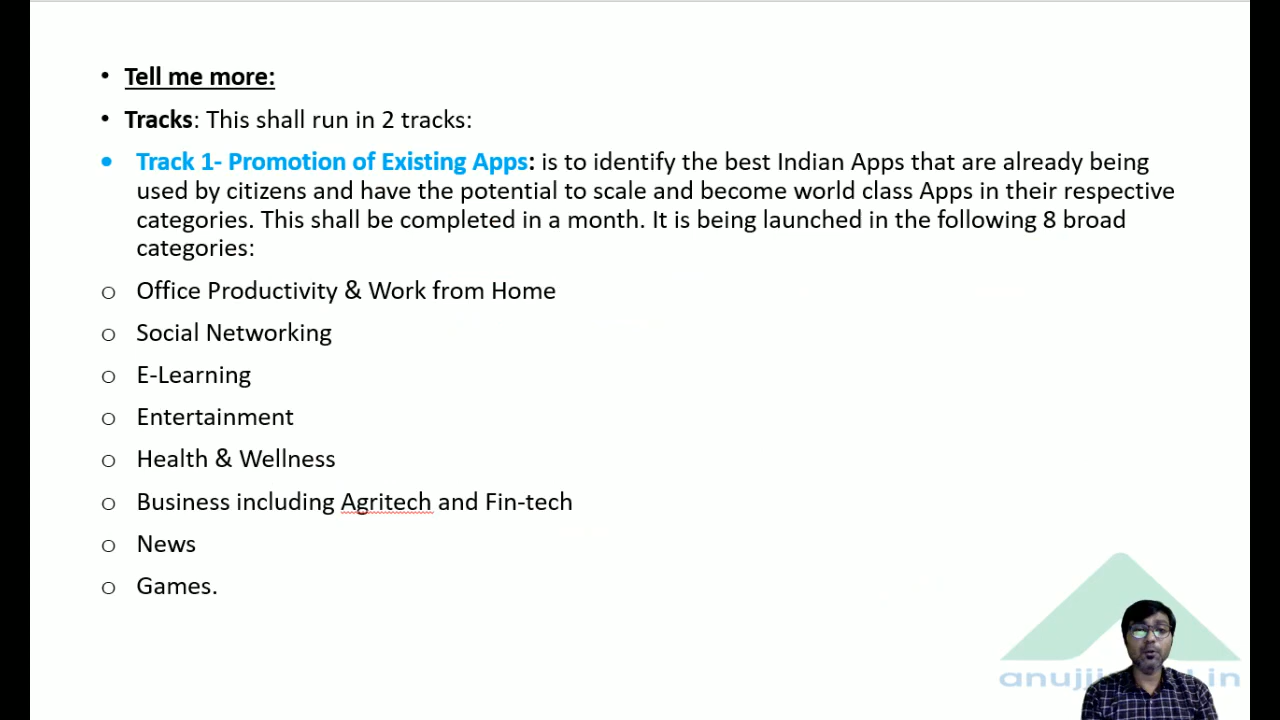 • Tell me more:
• Tracks: This shall run in 2 tracks:
• Track 1- Promotion of Existing Apps: is to identify the best Indian Apps that are already being
used by citizens and have the potential to scale and become world class Apps in their respective
categories. This shall be completed in a month. It is being launched in the following 8 broad
categories:
o Office Productivity & Work from Home
o Social Networking
o E-Learning
o Entertainment
o Health & Wellness
o Business including Agritech and Fin-tech
o News
o Games.